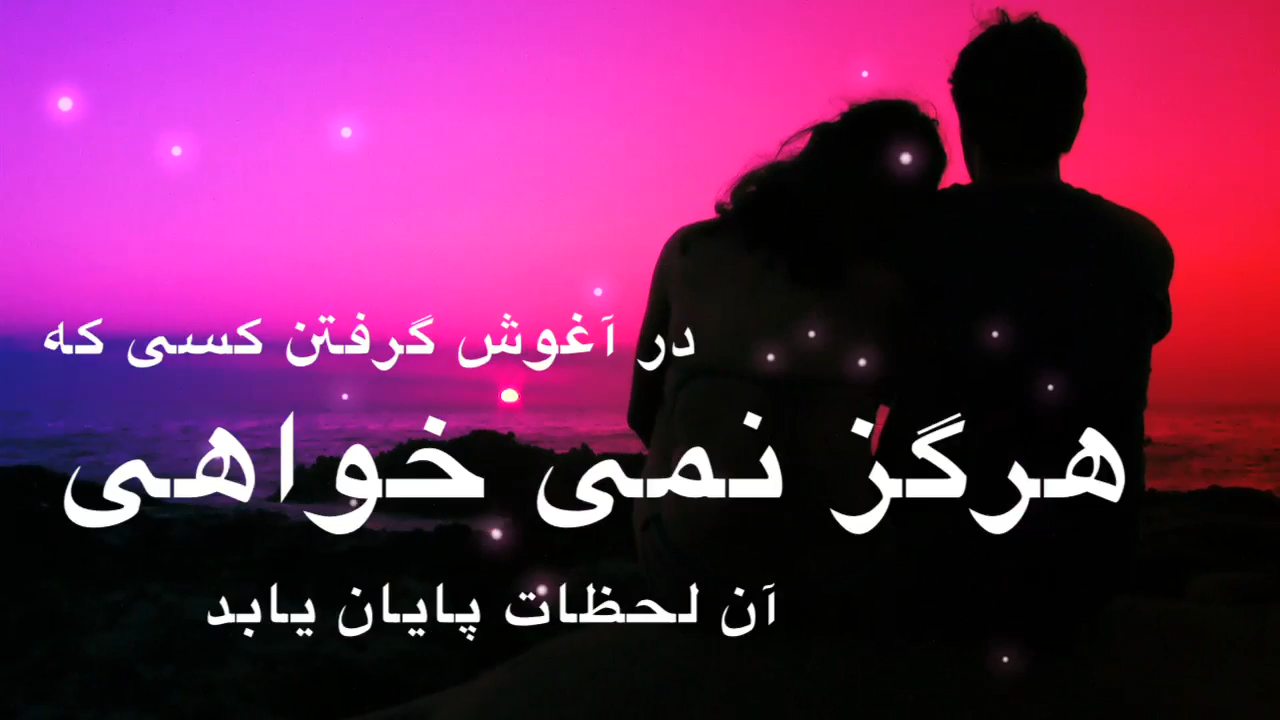 در آغوش گرفتن کسی که
هرگز نمی خواهی
آن لحظات پایان یابد